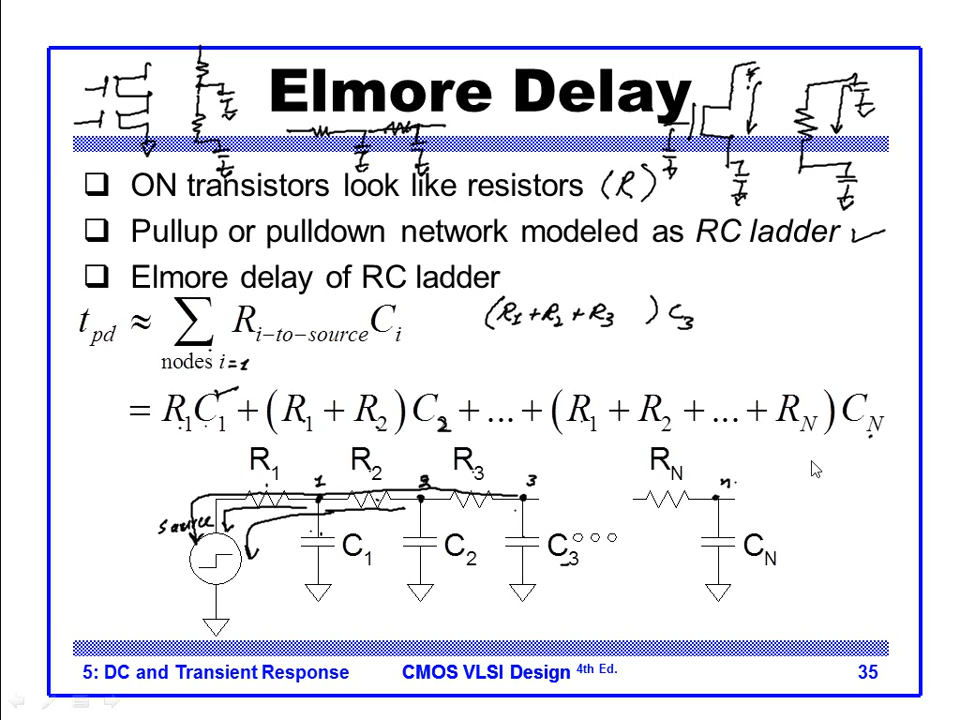 Elmore Delay
❑ ON transistors look like resistors (R)
❑ Pullup or pulldown network modeled as RC ladder ✓
❑ Elmore delay of RC ladder
t_pd ≈ ∑ R_i−to−source C_i
nodes i=1
(R1+R2+R3 ) C3
= R1C1 + (R1 + R2) C2 + ... + (R1 + R2 + ... + RN) CN
R1 R2 R3 RN
1 2 3 n
source
C1 C2 C3 CN
5: DC and Transient Response CMOS VLSI Design 4th Ed. 35